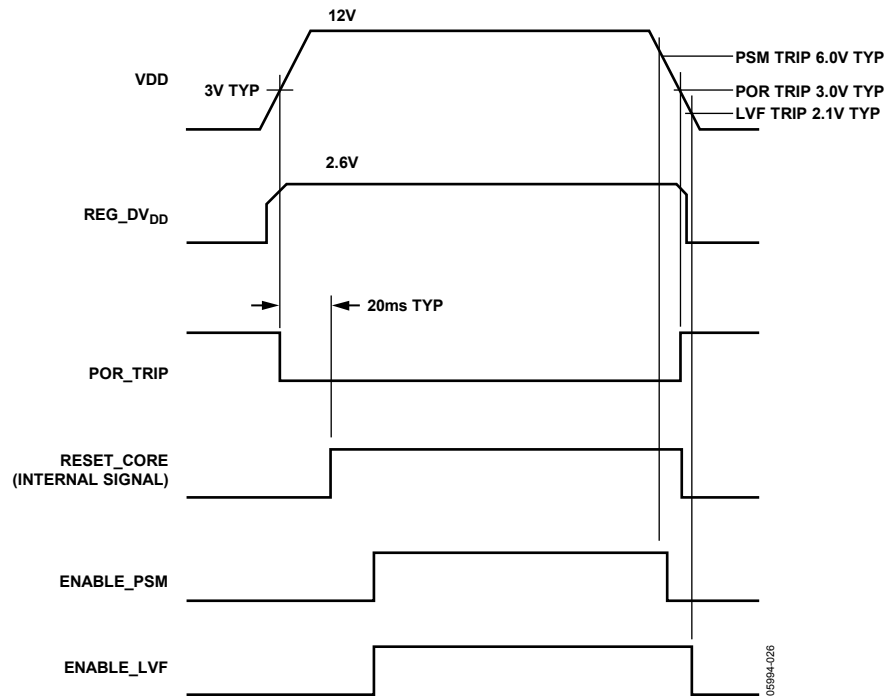 12V
VDD
3V TYP
PSM TRIP 6.0V TYP
POR TRIP 3.0V TYP
LVF TRIP 2.1V TYP
2.6V
REG_DVDD
20ms TYP
POR_TRIP
RESET_CORE
(INTERNAL SIGNAL)
ENABLE_PSM
ENABLE_LVF
05994-026